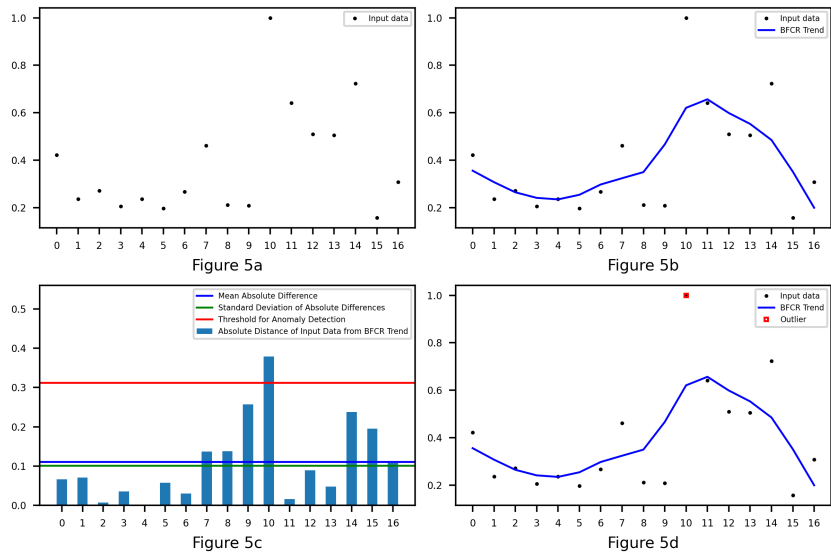 1.0
0.8
0.6
0.4
0.2
Input data
0 1 2 3 4 5 6 7 8 9 10 11 12 13 14 15 16
Figure 5a
1.0
0.8
0.6
0.4
0.2
Input data
BFCR Trend
0 1 2 3 4 5 6 7 8 9 10 11 12 13 14 15 16
Figure 5b
0.5
0.4
0.3
0.2
0.1
0.0
Mean Absolute Difference
Standard Deviation of Absolute Differences
Threshold for Anomaly Detection
Absolute Distance of Input Data from BFCR Trend
0 1 2 3 4 5 6 7 8 9 10 11 12 13 14 15 16
Figure 5c
1.0
0.8
0.6
0.4
0.2
Input data
BFCR Trend
Outlier
0 1 2 3 4 5 6 7 8 9 10 11 12 13 14 15 16
Figure 5d